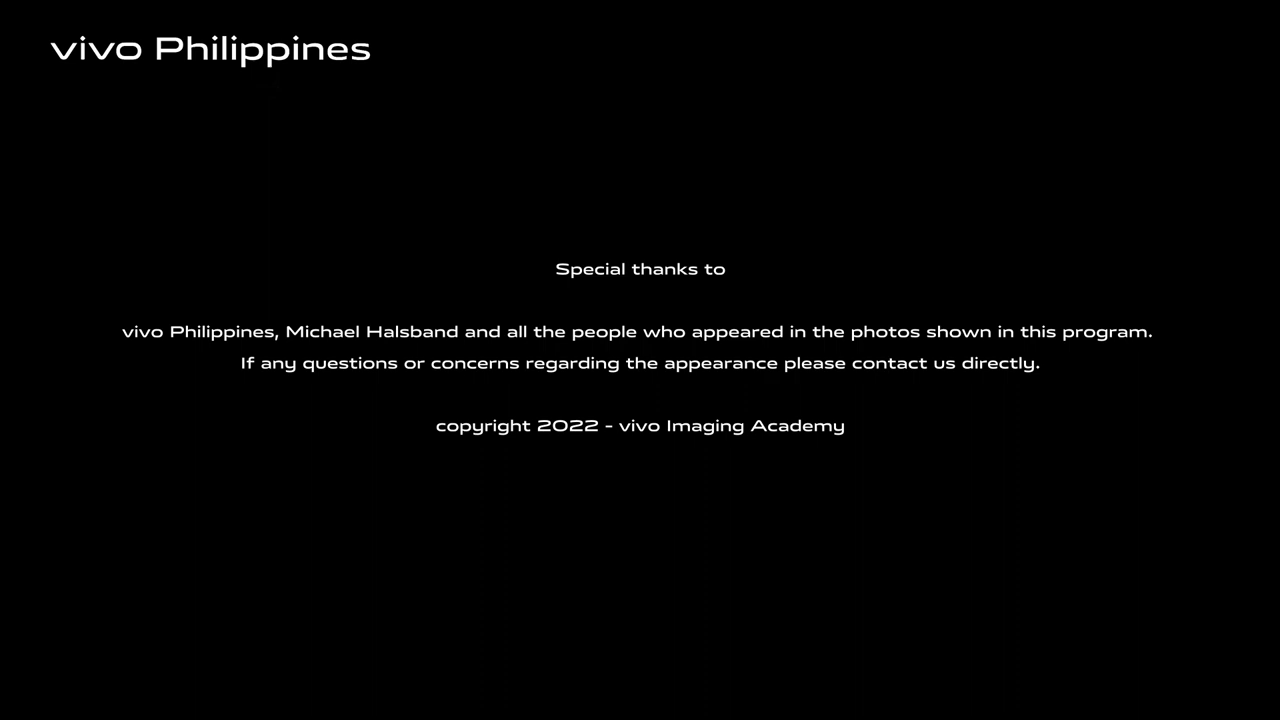 vivo Philippines
Special thanks to
vivo Philippines, Michael Halsband and all the people who appeared in the photos shown in this program.
If any questions or concerns regarding the appearance please contact us directly.
copyright 2022 - vivo Imaging Academy